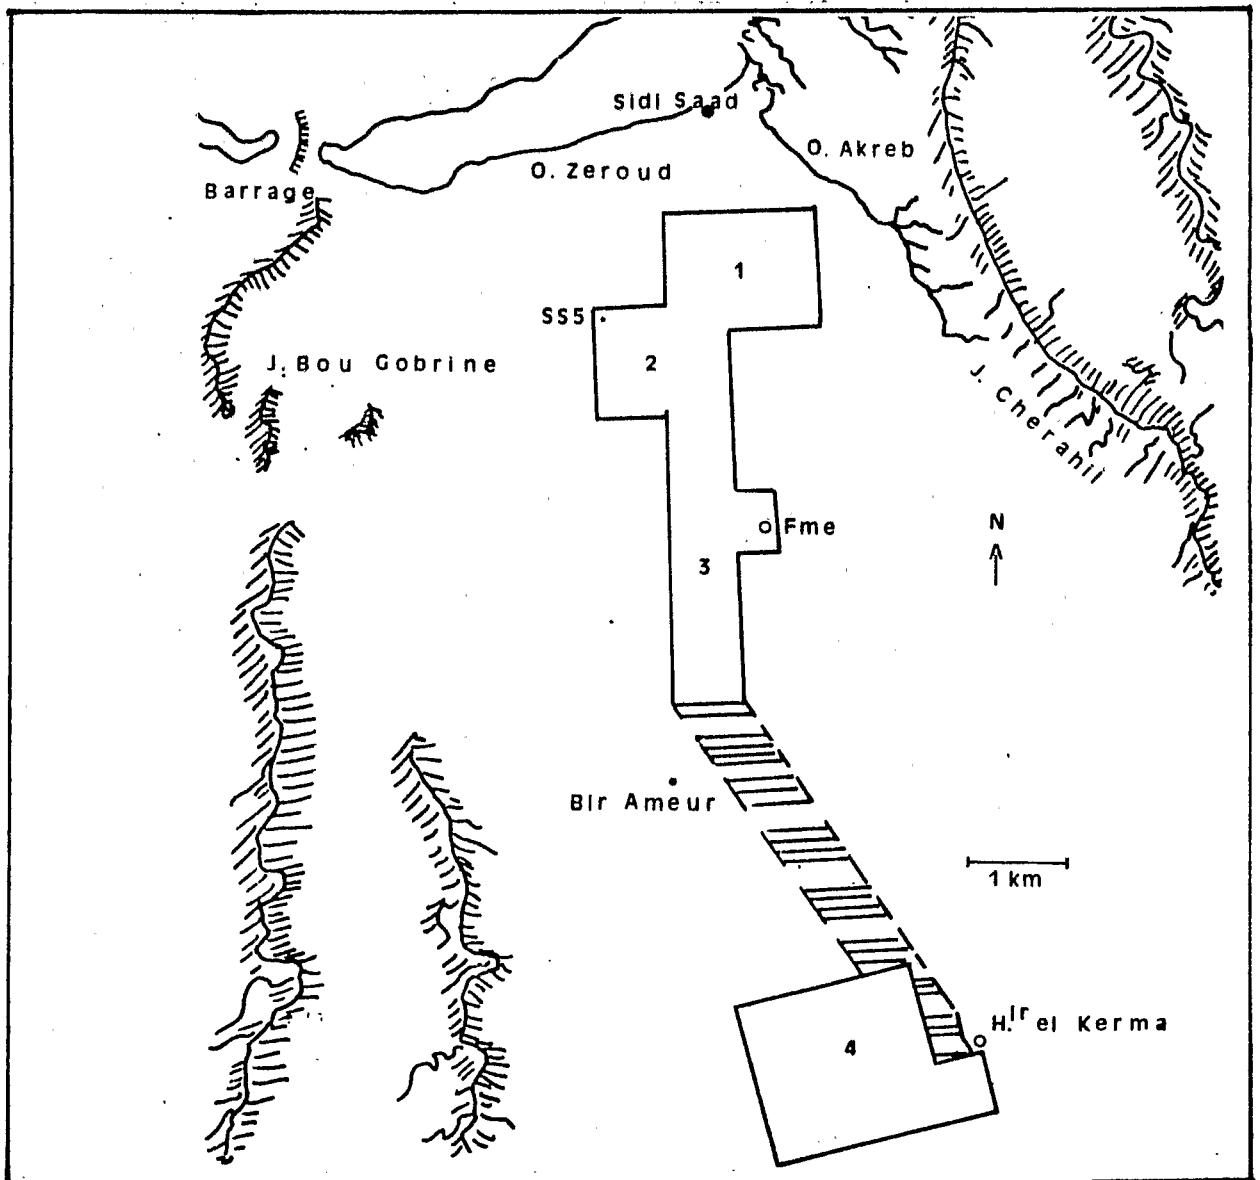 Sidi Saad
O. Akreb
O. Zeroud
Barrage
1
SS5
2
J. Bou Gobrine
J. Cherahil
N
Fme
3
Bir Ameur
1 km
H.ir el Kerma
4